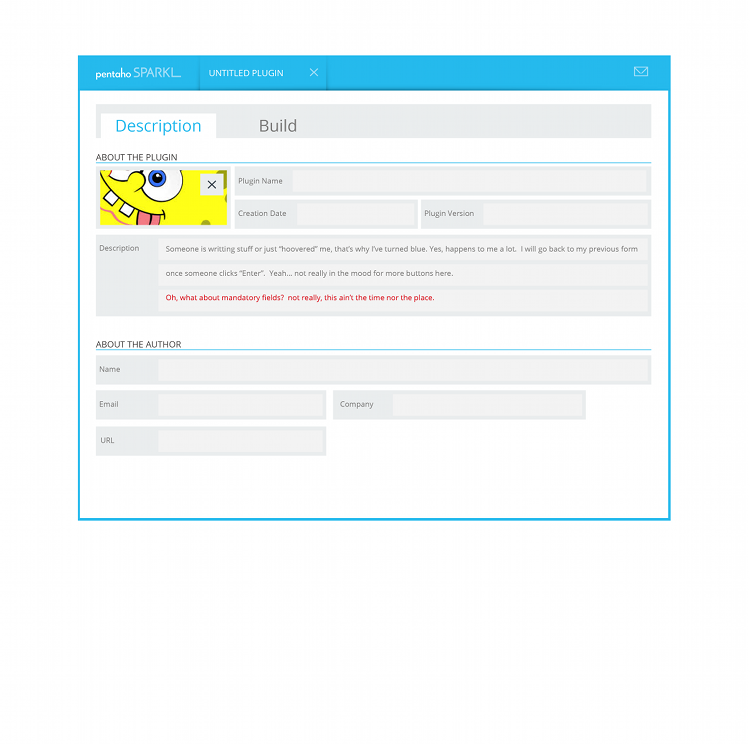 pentaho SPARKL
UNTITLED PLUGIN
Description Build
ABOUT THE PLUGIN
Plugin Name
Creation Date Plugin Version
Description
Someone is writting stuff or just “hoovered” me, that’s why I’ve turned blue. Yes, happens to me a lot. I will go back to my previous form
once someone clicks “Enter”. Yeah... not really in the mood for more buttons here.
Oh, what about mandatory fields? not really, this ain’t the time nor the place.
ABOUT THE AUTHOR
Name
Email Company
URL